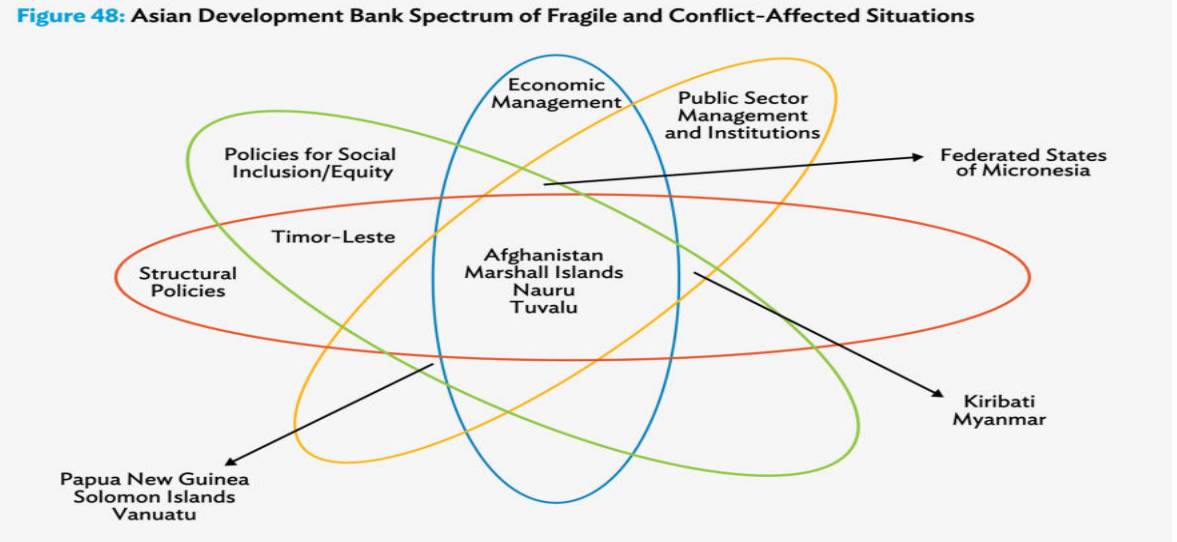 Figure 48: Asian Development Bank Spectrum of Fragile and Conflict-Affected Situations
Economic
Management
Public Sector
Management
and Institutions
Policies for Social
Inclusion/Equity
Federated States
of Micronesia
Timor-Leste
Structural
Policies
Afghanistan
Marshall Islands
Nauru
Tuvalu
Kiribati
Myanmar
Papua New Guinea
Solomon Islands
Vanuatu